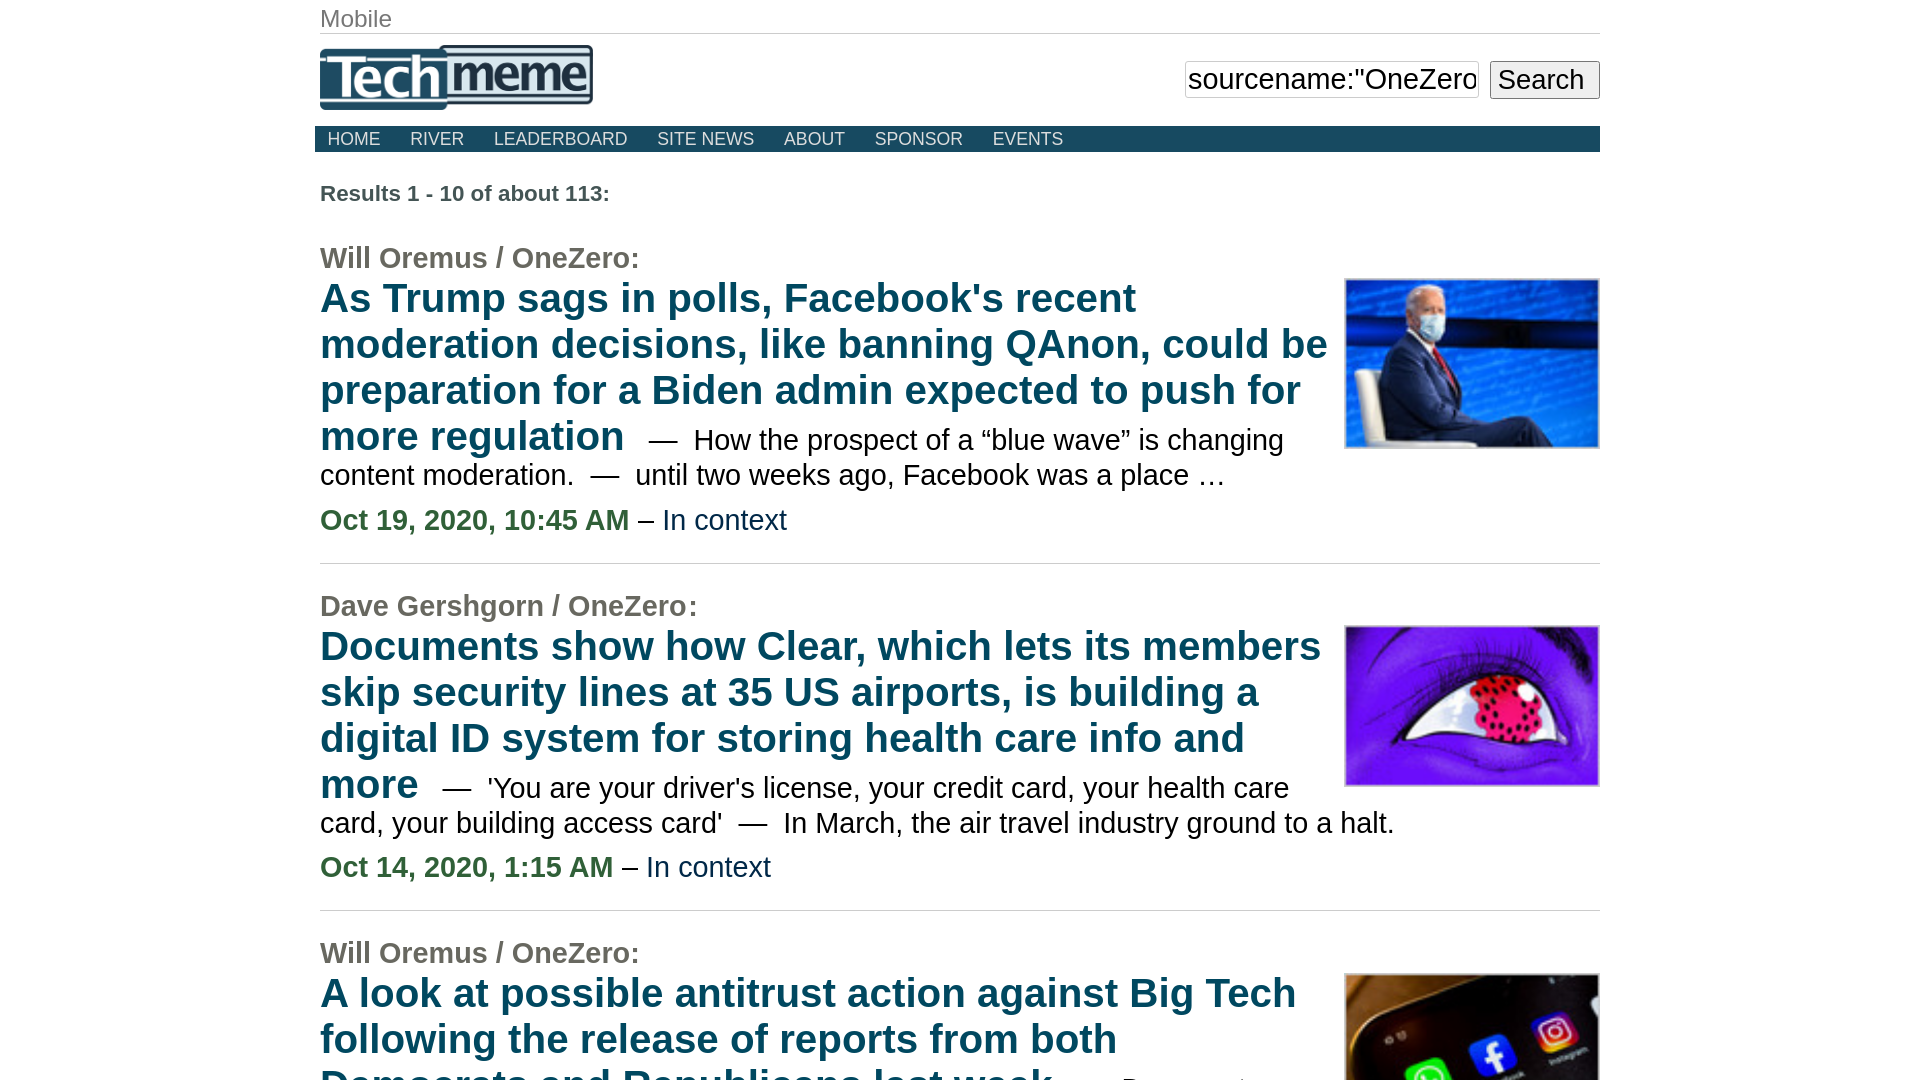 Mobile
Techmeme
sourcename:"OneZero
Search
HOME RIVER LEADERBOARD SITE NEWS ABOUT SPONSOR EVENTS
Results 1 - 10 of about 113:
Will Oremus / OneZero:
As Trump sags in polls, Facebook's recent
moderation decisions, like banning QAnon, could be
preparation for a Biden admin expected to push for
more regulation — How the prospect of a “blue wave” is changing
content moderation. — until two weeks ago, Facebook was a place …
Oct 19, 2020, 10:45 AM – In context
Dave Gershgorn / OneZero:
Documents show how Clear, which lets its members
skip security lines at 35 US airports, is building a
digital ID system for storing health care info and
more — 'You are your driver's license, your credit card, your health care
card, your building access card' — In March, the air travel industry ground to a halt.
Oct 14, 2020, 1:15 AM – In context
Will Oremus / OneZero:
A look at possible antitrust action against Big Tech
following the release of reports from both
Democrats and Republicans last week
Instagram